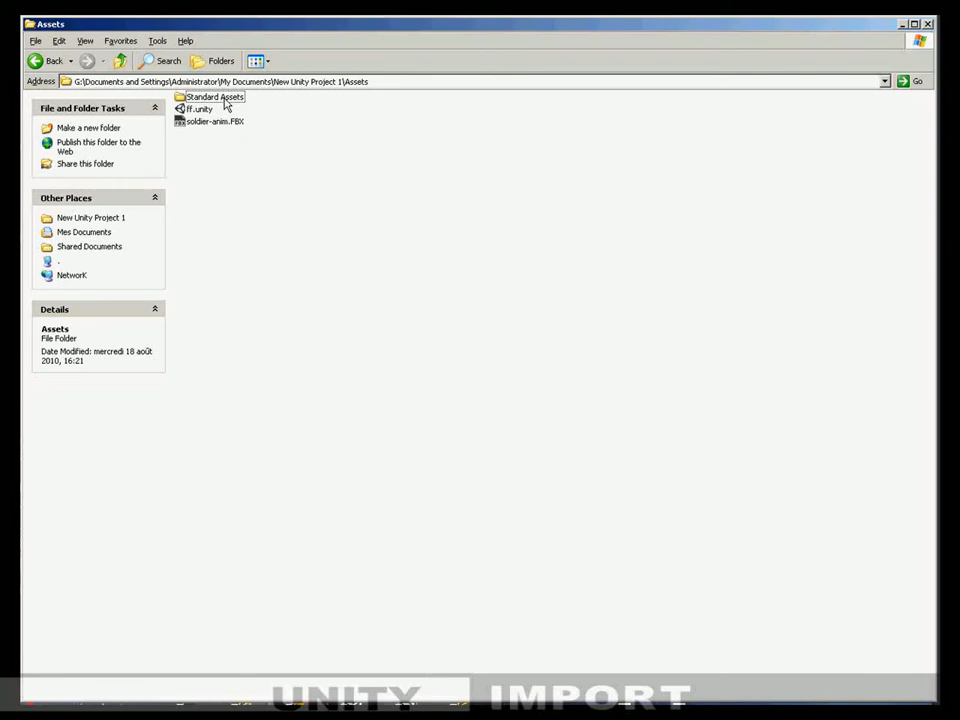 Assets
File Edit View Favorites Tools Help
Back Search Folders
Address G:\Documents and Settings\Administrator\My Documents\New Unity Project 1\Assets Go
File and Folder Tasks
Make a new folder
Publish this folder to the
Web
Share this folder
Other Places
New Unity Project 1
Mes Documents
Shared Documents
.
NetworK
Details
Assets
File Folder
Date Modified: mercredi 18 août
2010, 16:21
Standard Assets
ff.unity
soldier-anim.FBX
UNITY IMPORT